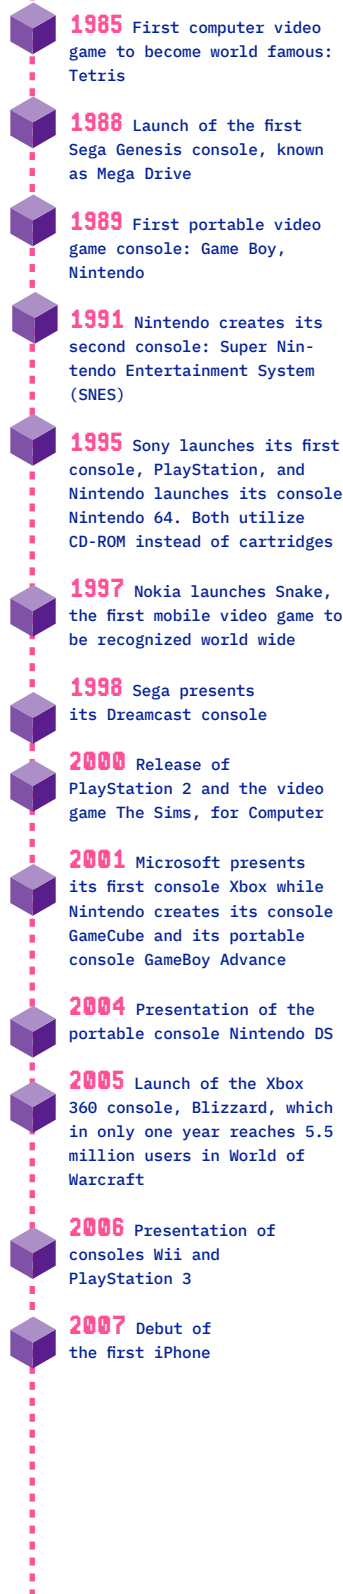 1985 First computer video
game to become world famous:
Tetris
1988 Launch of the first
Sega Genesis console, known
as Mega Drive
1989 First portable video
game console: Game Boy,
Nintendo
1991 Nintendo creates its
second console: Super Nin-
tendo Entertainment System
(SNES)
1995 Sony launches its first
console, PlayStation, and
Nintendo launches its console
Nintendo 64. Both utilize
CD-ROM instead of cartridges
1997 Nokia launches Snake,
the first mobile video game to
be recognized world wide
1998 Sega presents
its Dreamcast console
2000 Release of
PlayStation 2 and the video
game The Sims, for Computer
2001 Microsoft presents
its first console Xbox while
Nintendo creates its console
GameCube and its portable
console GameBoy Advance
2004 Presentation of the
portable console Nintendo DS
2005 Launch of the Xbox
360 console, Blizzard, which
in only one year reaches 5.5
million users in World of
Warcraft
2006 Presentation of
consoles Wii and
PlayStation 3
2007 Debut of
the first iPhone